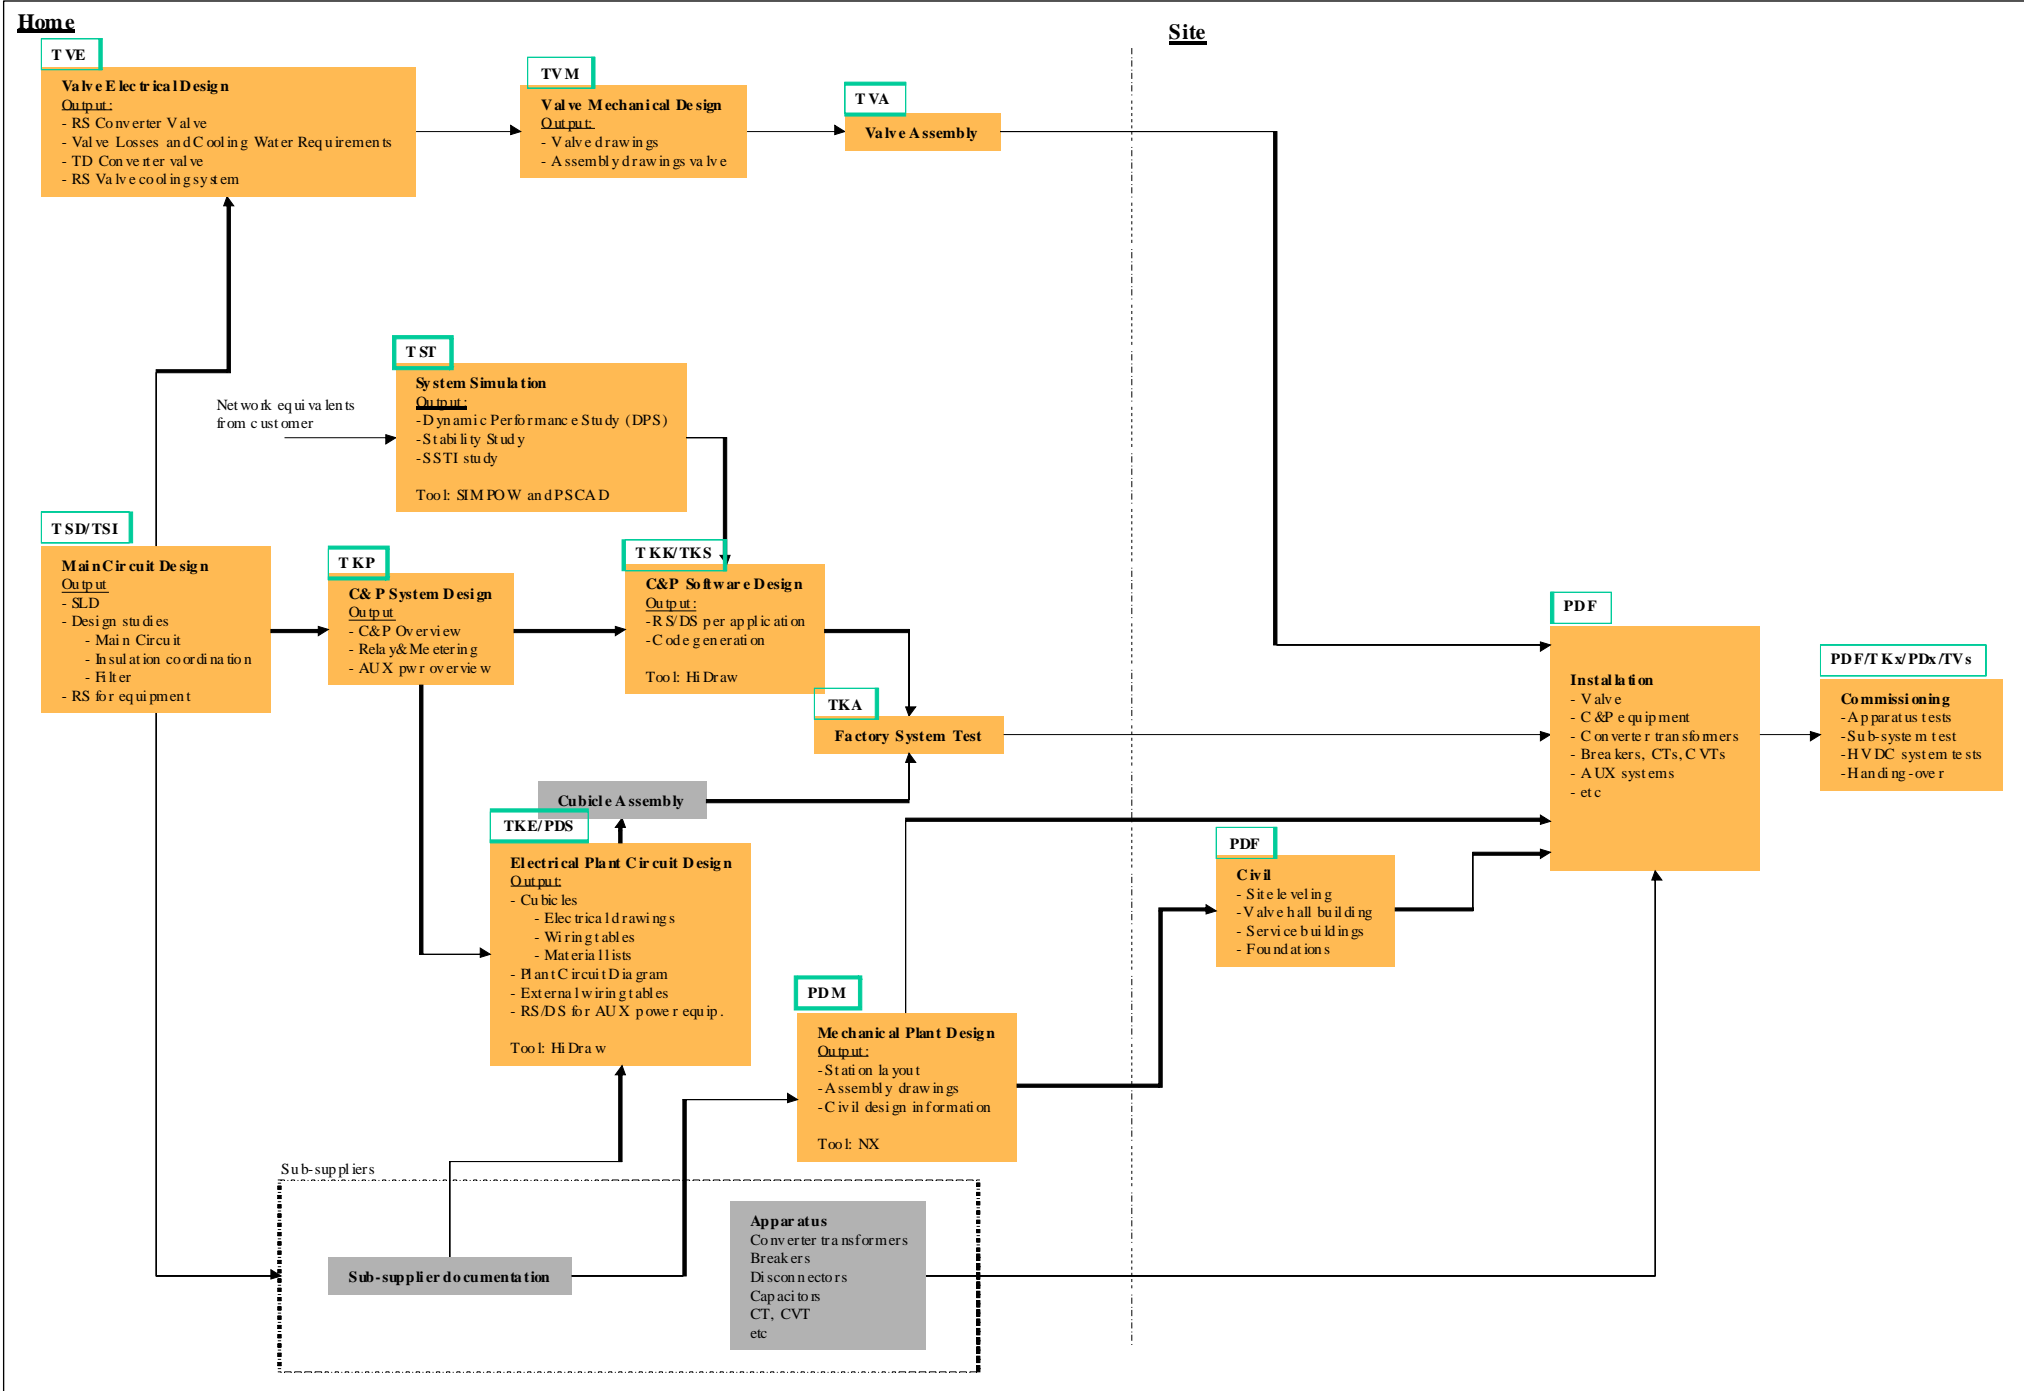 Home
Site
TVE
Valve Electrical Design
Output:
- RS Converter Valve
- Valve Losses and Cooling Water Requirements
- TD Converter valve
- RS Valve cooling system
TVM
Valve Mechanical Design
Output:
- Valve drawings
- Assembly drawings valve
TVA
Valve Assembly
TST
System Simulation
Output:
-Dynamic Performance Study (DPS)
-Stability Study
-SSTI study
Tool: SIMPOW and PSCAD
Network equivalents
from customer
TSD/TSI
Main Circuit Design
Output
- SLD
- Design studies
- Main Circuit
- Insulation coordination
- Filter
- RS for equipment
TKP
C&P System Design
Output
- C&P Overview
- Relay&Meetering
- AUX pwr overview
TKK/TKS
C&P Software Design
Output:
-RS/DS per application
-Code generation
Tool: HiDraw
TKA
Factory System Test
Cubicle Assembly
TKE/PDS
Electrical Plant Circuit Design
Output:
- Cubicles
- Electrical drawings
- Wiring tables
- Material lists
- Plant Circuit Diagram
- External wiring tables
- RS/DS for AUX power equip.
Tool: HiDraw
PDM
Mechanical Plant Design
Output:
-Station layout
-Assembly drawings
-Civil design information
Tool: NX
PDF
Civil
- Site leveling
- Valve hall building
- Service buildings
- Foundations
PDF
Installation
- Valve
- C&P equipment
- Converter transformers
- Breakers, CTs, CVTs
- AUX systems
- etc
PDF/TKx/PDx/TVs
Commissioning
-Apparatus tests
-Sub-system test
-HVDC system tests
-Handing-over
Sub-suppliers
Sub-supplier documentation
Apparatus
Converter transformers
Breakers
Disconnectors
Capacitors
CT, CVT
etc